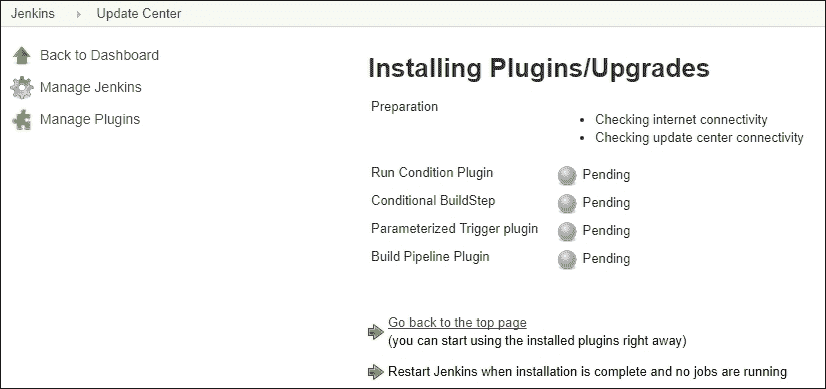 Jenkins Update Center
Back to Dashboard
Manage Jenkins
Manage Plugins
Installing Plugins/Upgrades
Preparation
Checking internet connectivity
Checking update center connectivity
Run Condition Plugin Pending
Conditional BuildStep Pending
Parameterized Trigger plugin Pending
Build Pipeline Plugin Pending
Go back to the top page
(you can start using the installed plugins right away)
Restart Jenkins when installation is complete and no jobs are running